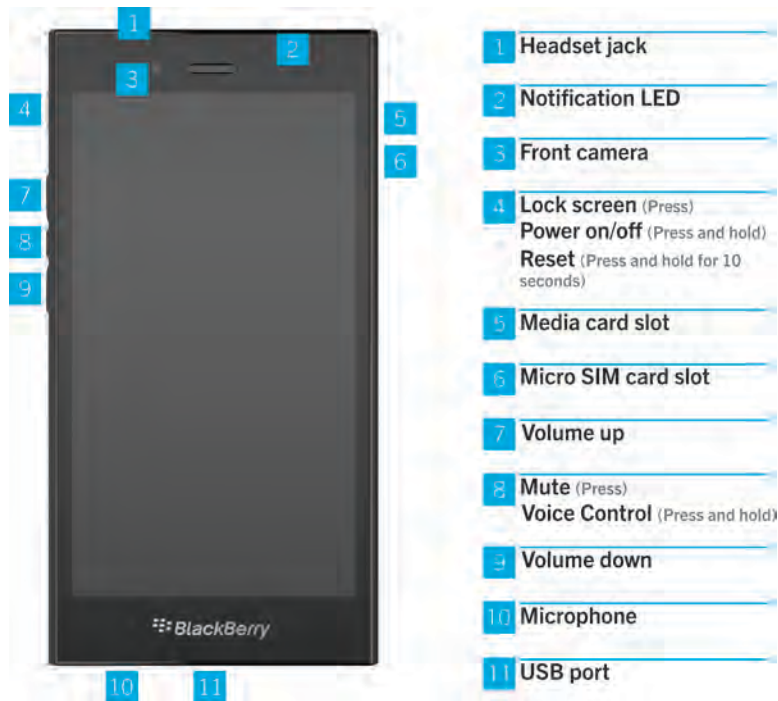 1
2
3
4
5
6
7
8
9
10
11
BlackBerry
1 Headset jack
2 Notification LED
3 Front camera
4 Lock screen (Press)
Power on/off (Press and hold)
Reset (Press and hold for 10
seconds)
5 Media card slot
6 Micro SIM card slot
7 Volume up
8 Mute (Press)
Voice Control (Press and hold)
9 Volume down
10 Microphone
11 USB port